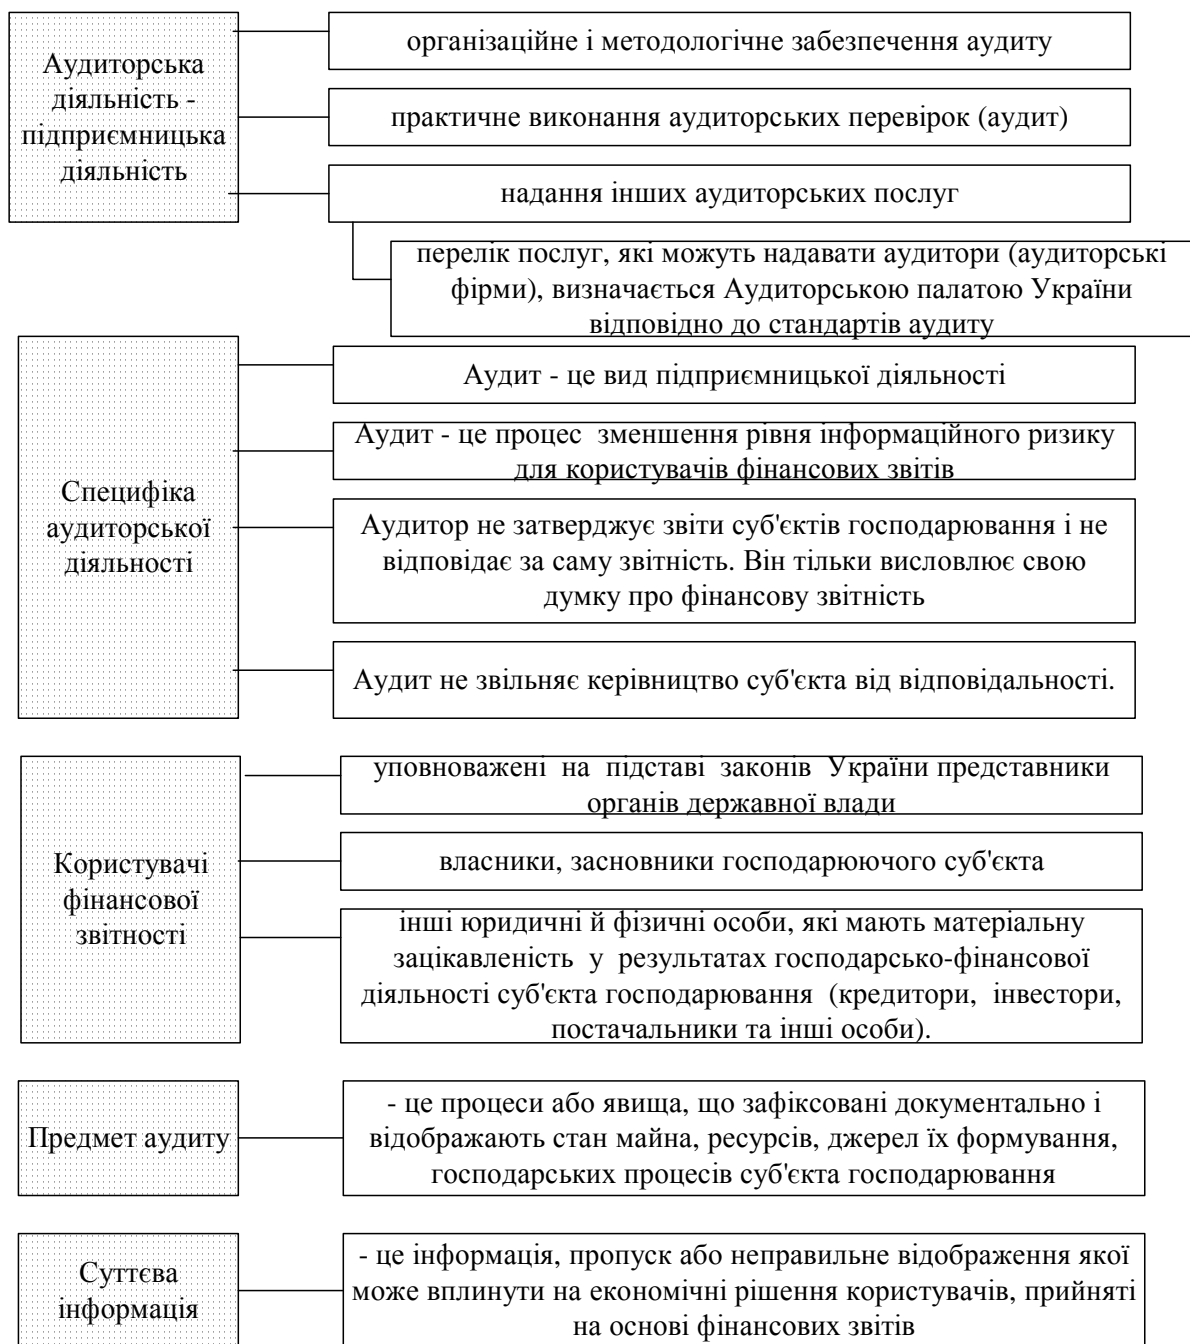 Аудиторська
діяльність -
підприємницька
діяльність
організаційне і методологічне забезпечення аудиту
практичне виконання аудиторських перевірок (аудит)
надання інших аудиторських послуг
перелік послуг, які можуть надавати аудитори (аудиторські
фірми), визначається Аудиторською палатою України
відповідно до стандартів аудиту
Специфіка
аудиторської
діяльності
Аудит - це вид підприємницької діяльності
Аудит - це процес зменшення рівня інформаційного ризику
для користувачів фінансових звітів
Аудитор не затверджує звіти суб'єктів господарювання і не
відповідає за саму звітність. Він тільки висловлює свою
думку про фінансову звітність
Аудит не звільняє керівництво суб'єкта від відповідальності.
Користувачі
фінансової
звітності
уповноважені на підставі законів України представники
органів державної влади
власники, засновники господарюючого суб'єкта
інші юридичні й фізичні особи, які мають матеріальну
зацікавленість у результатах господарсько-фінансової
діяльності суб'єкта господарювання (кредитори, інвестори,
постачальники та інші особи).
Предмет аудиту
- це процеси або явища, що зафіксовані документально і
відображають стан майна, ресурсів, джерел їх формування,
господарських процесів суб'єкта господарювання
Суттєва
інформація
- це інформація, пропуск або неправильне відображення якої
може вплинути на економічні рішення користувачів, прийняті
на основі фінансових звітів